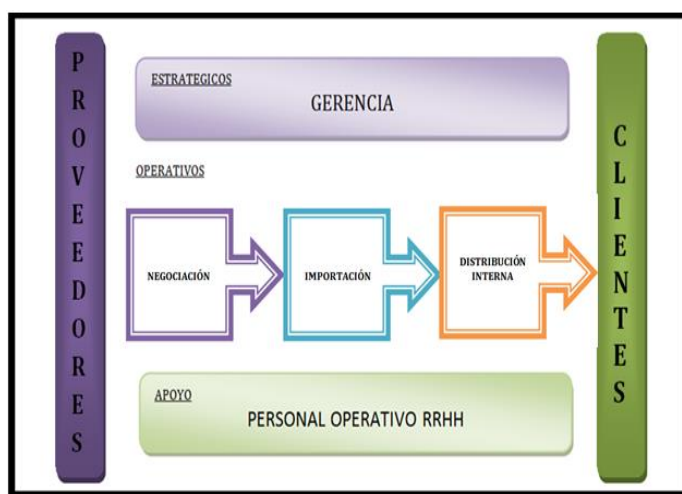 PROVEEDORES
ESTRATEGICOS
GERENCIA
OPERATIVOS
NEGOCIACIÓN
IMPORTACIÓN
DISTRIBUCIÓN
INTERNA
APOYO
PERSONAL OPERATIVO RRHH
CLIENTES